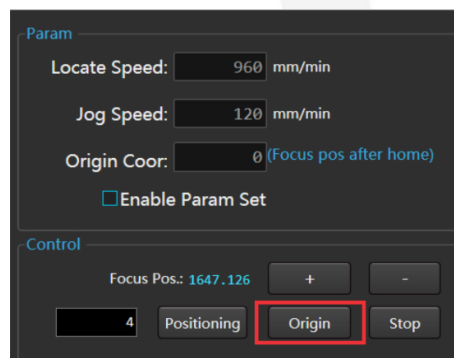 Param
Locate Speed: 960 mm/min
Jog Speed: 120 mm/min
Origin Coor: 0 (Focus pos after home)
Enable Param Set
Control
Focus Pos.: 1647.126 + -
4 Positioning Origin Stop